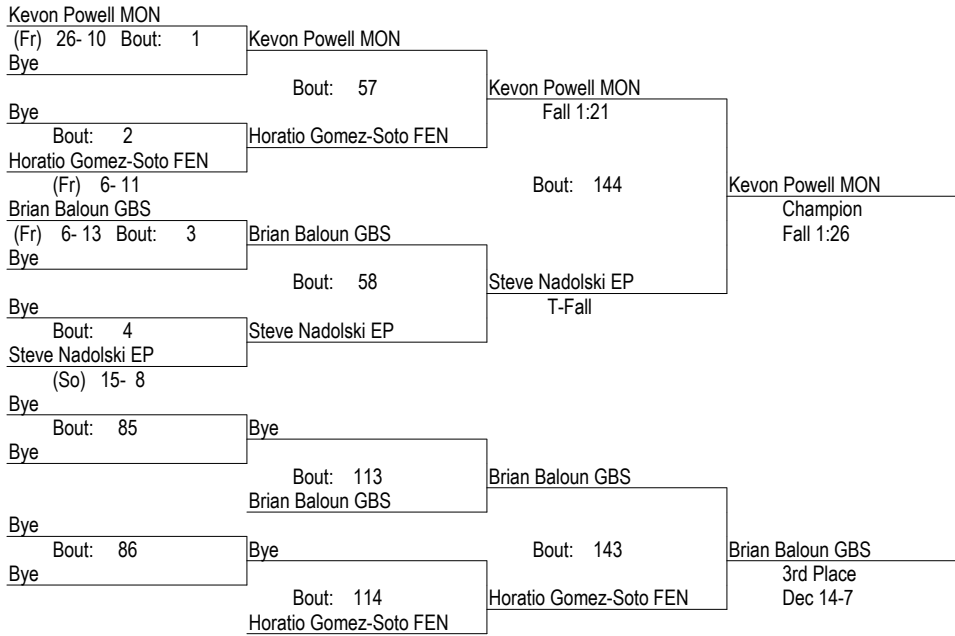 Kevon Powell MON
(Fr) 26- 10 Bout: 1 Kevon Powell MON
Bye
Bout: 57 Kevon Powell MON
Bye Fall 1:21
Bout: 2 Horatio Gomez-Soto FEN
Horatio Gomez-Soto FEN
(Fr) 6- 11 Bout: 144 Kevon Powell MON
Brian Baloun GBS Champion
(Fr) 6- 13 Bout: 3 Brian Baloun GBS Fall 1:26
Bye
Bout: 58 Steve Nadolski EP
Bye T-Fall
Bout: 4 Steve Nadolski EP
Steve Nadolski EP
(So) 15- 8
Bye
Bout: 85 Bye
Bye
Bout: 113 Brian Baloun GBS
Brian Baloun GBS
Bye
Bout: 86 Bye Bout: 143 Brian Baloun GBS
Bye 3rd Place
Bout: 114 Horatio Gomez-Soto FEN Dec 14-7
Horatio Gomez-Soto FEN